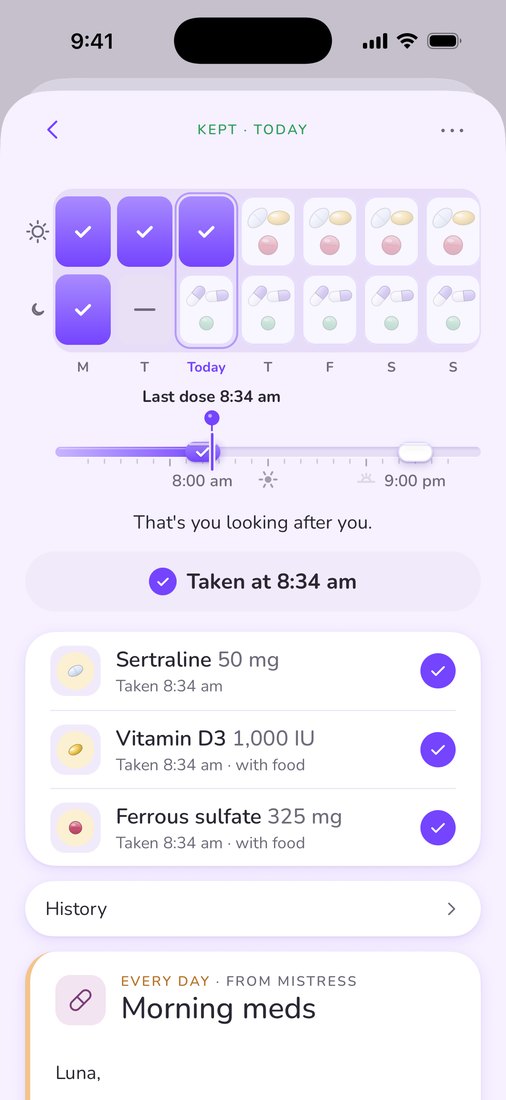 9:41
KEPT · TODAY
M T Today T F S S
Last dose 8:34 am
8:00 am 9:00 pm
That's you looking after you.
Taken at 8:34 am
Sertraline 50 mg
Taken 8:34 am
Vitamin D3 1,000 IU
Taken 8:34 am · with food
Ferrous sulfate 325 mg
Taken 8:34 am · with food
History
EVERY DAY · FROM MISTRESS
Morning meds
Luna,